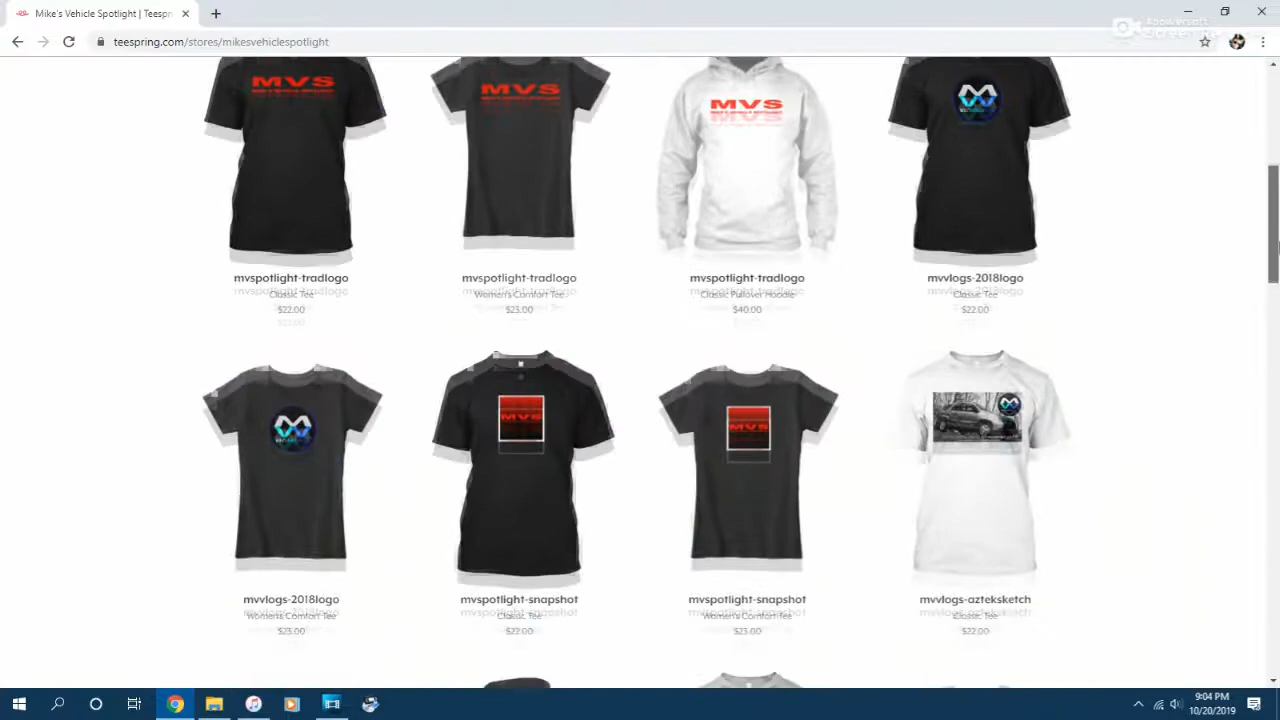 Mike's Vehicle Spotlight | Teespr
teespring.com/stores/mikesvehiclespotlight
MVS
MVS
MVS
mvspotlight-tradlogo
Classic Tee
$22.00
mvspotlight-tradlogo
Women's Comfort Tee
$23.00
mvspotlight-tradlogo
Classic Pullover Hoodie
$40.00
mvvlogs-2018logo
Classic Tee
$22.00
MVS
MVS
mvvlogs-2018logo
Women's Comfort Tee
$23.00
mvspotlight-snapshot
Classic Tee
$22.00
mvspotlight-snapshot
Women's Comfort Tee
$23.00
mvvlogs-azteksketch
Classic Tee
$22.00
9:04 PM
10/20/2019